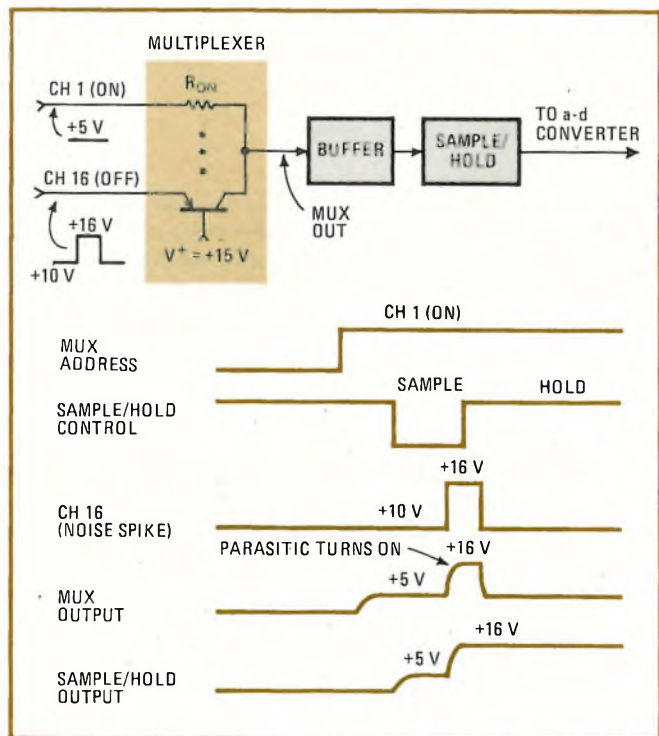 MULTIPLEXER
CH 1 (ON)
RON
+5 V
TO a-d
CONVERTER
BUFFER
SAMPLE/
HOLD
CH 16 (OFF)
MUX
OUT
+16 V
+10 V
V+ = +15 V
CH 1 (ON)
MUX
ADDRESS
SAMPLE
HOLD
SAMPLE/HOLD
CONTROL
+16 V
+10 V
CH 16
(NOISE SPIKE)
PARASITIC TURNS ON
+16 V
+5 V
MUX
OUTPUT
+16 V
+5 V
SAMPLE/HOLD
OUTPUT